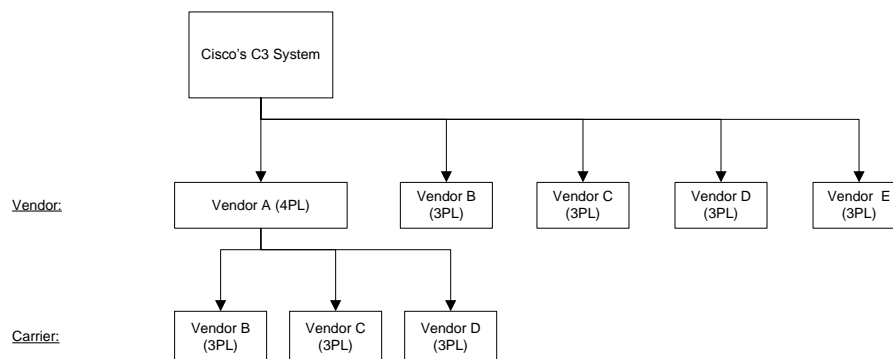 Cisco's C3 System
Vendor:
Vendor A (4PL)
Vendor B
(3PL)
Vendor C
(3PL)
Vendor D
(3PL)
Vendor E
(3PL)
Carrier:
Vendor B
(3PL)
Vendor C
(3PL)
Vendor D
(3PL)